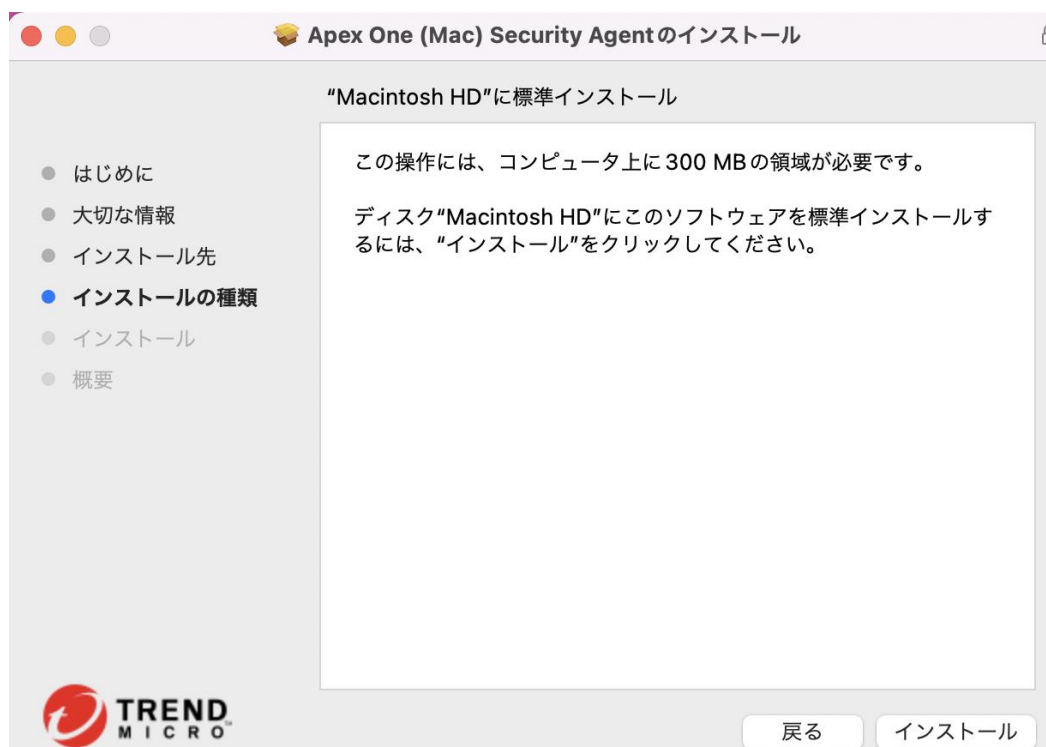 Apex One (Mac) Security Agentのインストール
“Macintosh HD”に標準インストール
はじめに
大切な情報
インストール先
インストールの種類
インストール
概要
この操作には、コンピュータ上に300 MBの領域が必要です。
ディスク“Macintosh HD”にこのソフトウェアを標準インストールす
るには、“インストール”をクリックしてください。
TREND
MICRO™
戻る
インストール